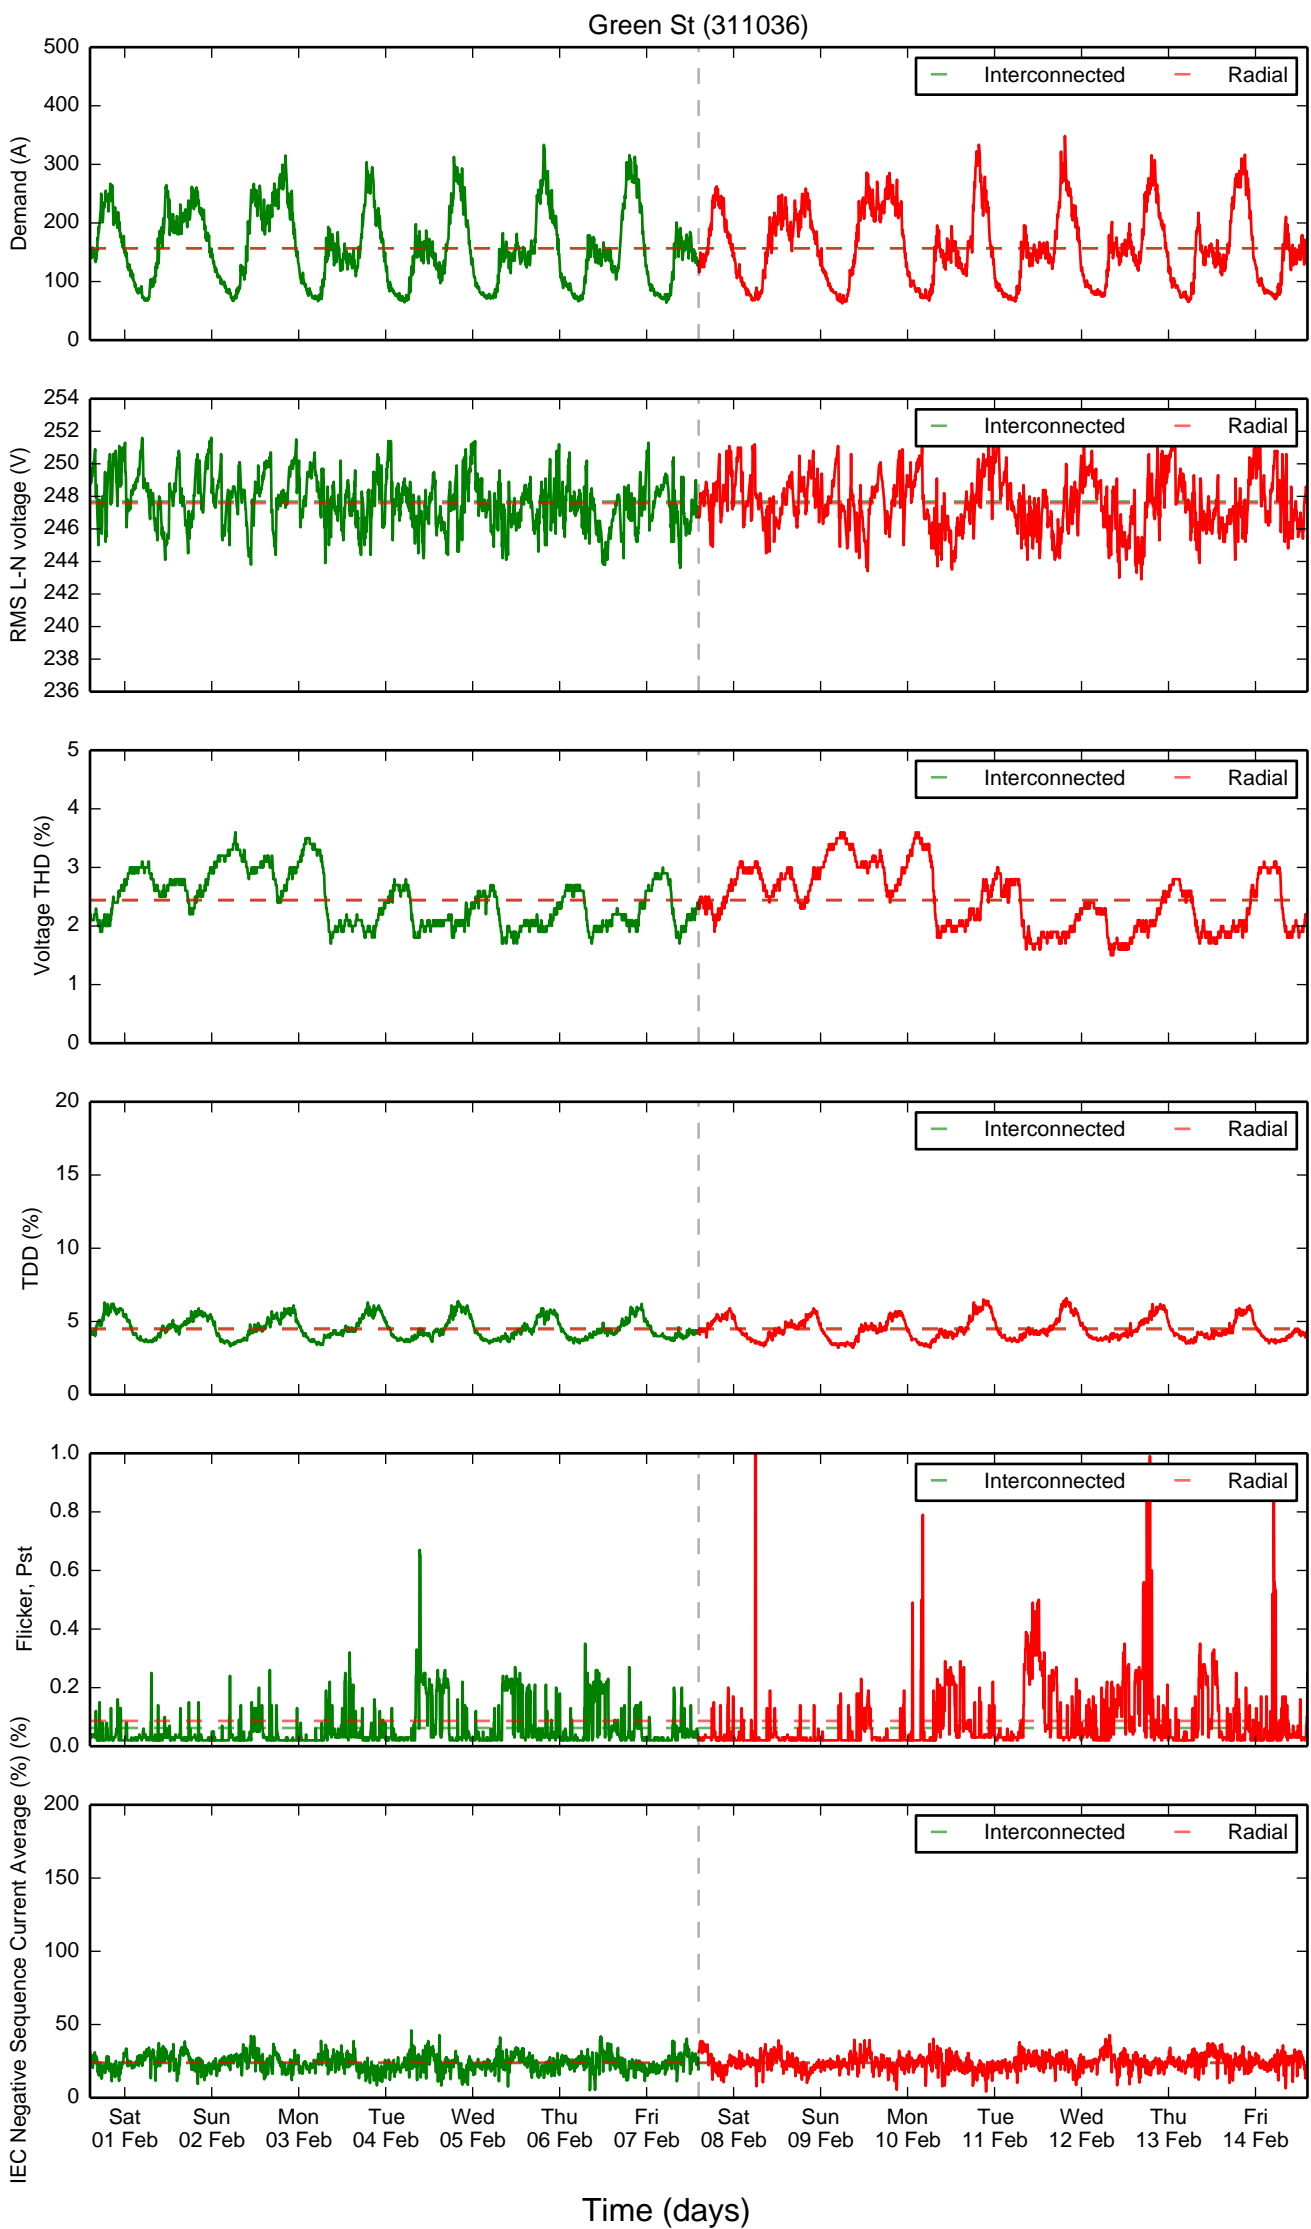 Green St (311036)
Demand (A)
500
400
300
200
100
0
Interconnected Radial
RMS L-N voltage (V)
254
252
250
248
246
244
242
240
238
236
Interconnected Radial
Voltage THD (%)
5
4
3
2
1
0
Interconnected Radial
TDD (%)
20
15
10
5
0
Interconnected Radial
Flicker, Pst
1.0
0.8
0.6
0.4
0.2
0.0
Interconnected Radial
IEC Negative Sequence Current Average (%) (%)
200
150
100
50
0
Interconnected Radial
Sat Sun Mon Tue Wed Thu Fri Sat Sun Mon Tue Wed Thu Fri
01 Feb 02 Feb 03 Feb 04 Feb 05 Feb 06 Feb 07 Feb 08 Feb 09 Feb 10 Feb 11 Feb 12 Feb 13 Feb 14 Feb
Time (days)